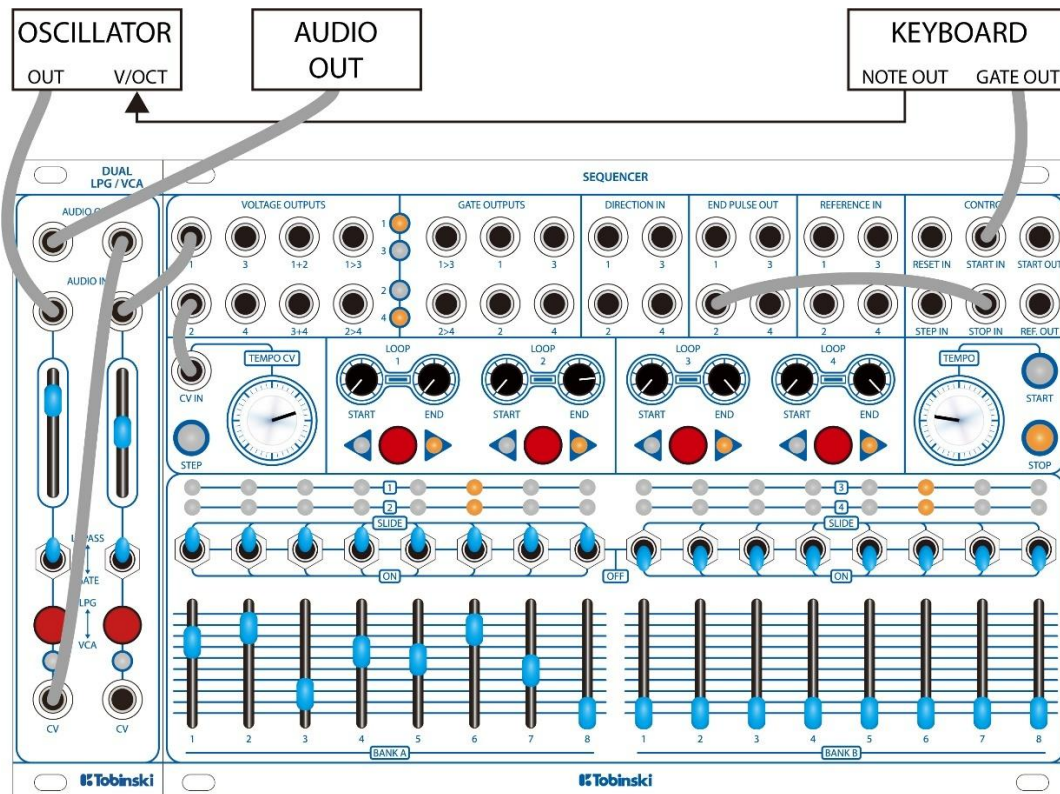 OSCILLATOR
OUT V/OCT
AUDIO
OUT
KEYBOARD
NOTE OUT GATE OUT
DUAL
LPG / VCA
AUDIO
AUDIO IN
CV
CV
LPG
VCA
Tobinski
SEQUENCER
VOLTAGE OUTPUTS
1 3 1+2 1>3
2 4 3+4 2>4
1
3
2
4
GATE OUTPUTS
1>3 1 3
2>4 2 4
DIRECTION IN
1 3
2 4
END PULSE OUT
1 3
2 4
REFERENCE IN
1 3
2 4
RESET IN START IN START OUT
STEP IN STOP IN REF. OUT
CV IN
TEMPO CV
STEP
LOOP
1
START END
LOOP
2
START END
LOOP
3
START END
LOOP
4
START END
TEMPO
START
STOP
1 3
2 4
SLIDE SLIDE
ON OFF ON
1 2 3 4 5 6 7 8 1 2 3 4 5 6 7 8
BANK A BANK B
Tobinski